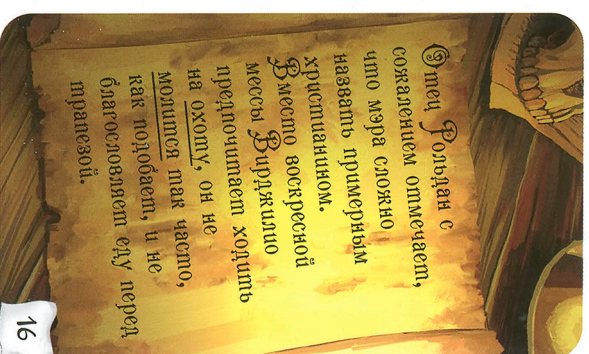 Отец Рольдан с
сожалением отмечает,
что мэра сложно
назвать примерным
христианином.
Вместо воскресной
мессы Вирджилио
предпочитает ходить
на охоту, он не
молится так часто,
как подобает, и не
благословляет еду перед
трапезой.
16